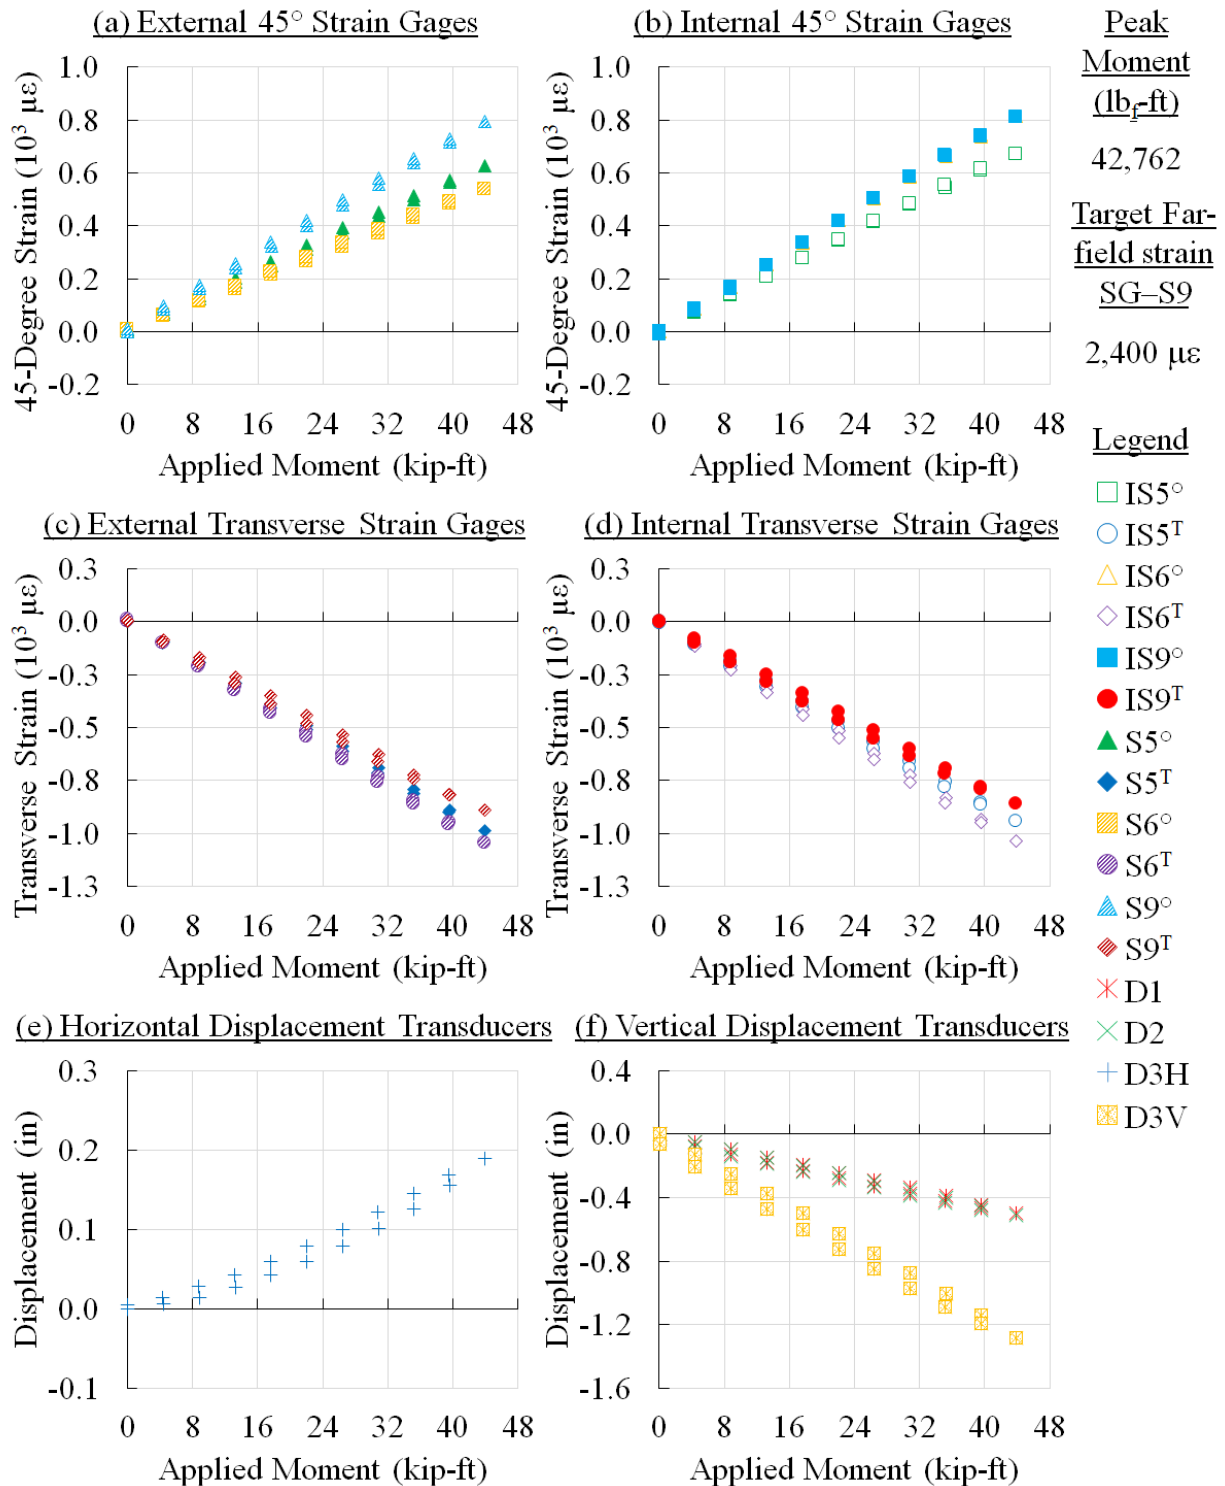 (a) External 45° Strain Gages
45-Degree Strain (10³ µε)
1.0
0.8
0.6
0.4
0.2
0.0
-0.2
0 8 16 24 32 40 48
Applied Moment (kip-ft)
(b) Internal 45° Strain Gages
45-Degree Strain (10³ µε)
1.0
0.8
0.6
0.4
0.2
0.0
-0.2
0 8 16 24 32 40 48
Applied Moment (kip-ft)
Peak
Moment
(lbf-ft)
42,762
Target Far-
field strain
SG–S9
2,400 µε
(c) External Transverse Strain Gages
Transverse Strain (10³ µε)
0.3
0.0
-0.3
-0.5
-0.8
-1.0
-1.3
0 8 16 24 32 40 48
Applied Moment (kip-ft)
(d) Internal Transverse Strain Gages
Transverse Strain (10³ µε)
0.3
0.0
-0.3
-0.5
-0.8
-1.0
-1.3
0 8 16 24 32 40 48
Applied Moment (kip-ft)
(e) Horizontal Displacement Transducers
Displacement (in)
0.3
0.2
0.1
0.0
-0.1
0 8 16 24 32 40 48
Applied Moment (kip-ft)
(f) Vertical Displacement Transducers
Displacement (in)
0.4
0.0
-0.4
-0.8
-1.2
-1.6
0 8 16 24 32 40 48
Applied Moment (kip-ft)
Legend
IS5°
IS5ᵀ
IS6°
IS6ᵀ
IS9°
IS9ᵀ
S5°
S5ᵀ
S6°
S6ᵀ
S9°
S9ᵀ
D1
D2
D3H
D3V